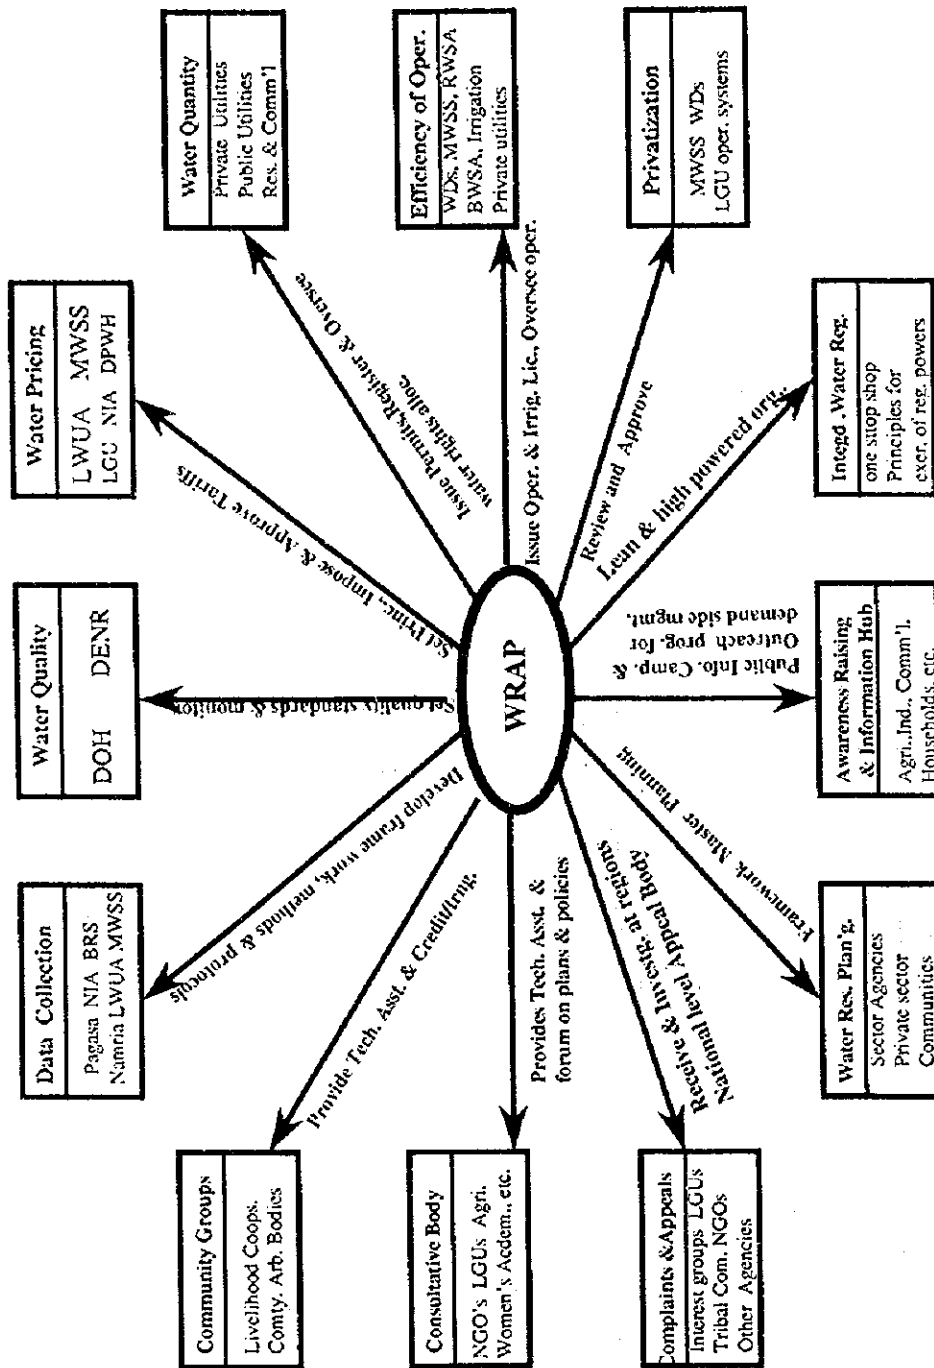 Data Collection
Pagasa NIA BRS
Namria LWUA MWSS
Water Quality
DOH DENR
Water Pricing
LWUA MWSS
LGU NIA DPWH
Community Groups
Livelihood Coops.
Comty. Arb. Bodies
Water Quantity
Private Utilities
Public Utilities
Res. & Comm'l
Develop frame work, methods & protocols
Set quality standards & monitor
Set Princ., Impose & Approve Tariffs
Provide Tech. Asst. & Credit/trng.
Issue Permits,Register & Oversee
water rights alloc.
Consultative Body
NGO's LGUs Agri.
Women's Acdem., etc.
Provides Tech. Asst. &
forum on plans & policies
WRAP
Issue Oper. & Irrig. Lic., Oversee oper.
Efficiency of Oper.
WDs, MWSS, RWSA
BWSA, Irrigation
Private utilities
Complaints &Appeals
Interest groups LGUs
Tribal Com. NGOs
Other Agencies
Receive & Investg. at regions
National level Appeal Body
Framework Master Planning
Public Info. Camp. &
Outreach prog. for
demand side mgmt.
Lean & high powered org.
Review and Approve
Privatization
MWSS WDs
LGU oper. systems
Water Res. Plan'g.
Sector Agencies
Private sector
Communities
Awareness Raising
& Information Hub
Agri.,Ind., Comm'l.
Households, etc.
Integd .Water Reg.
one stop shop
Principles for
exer. of reg. powers